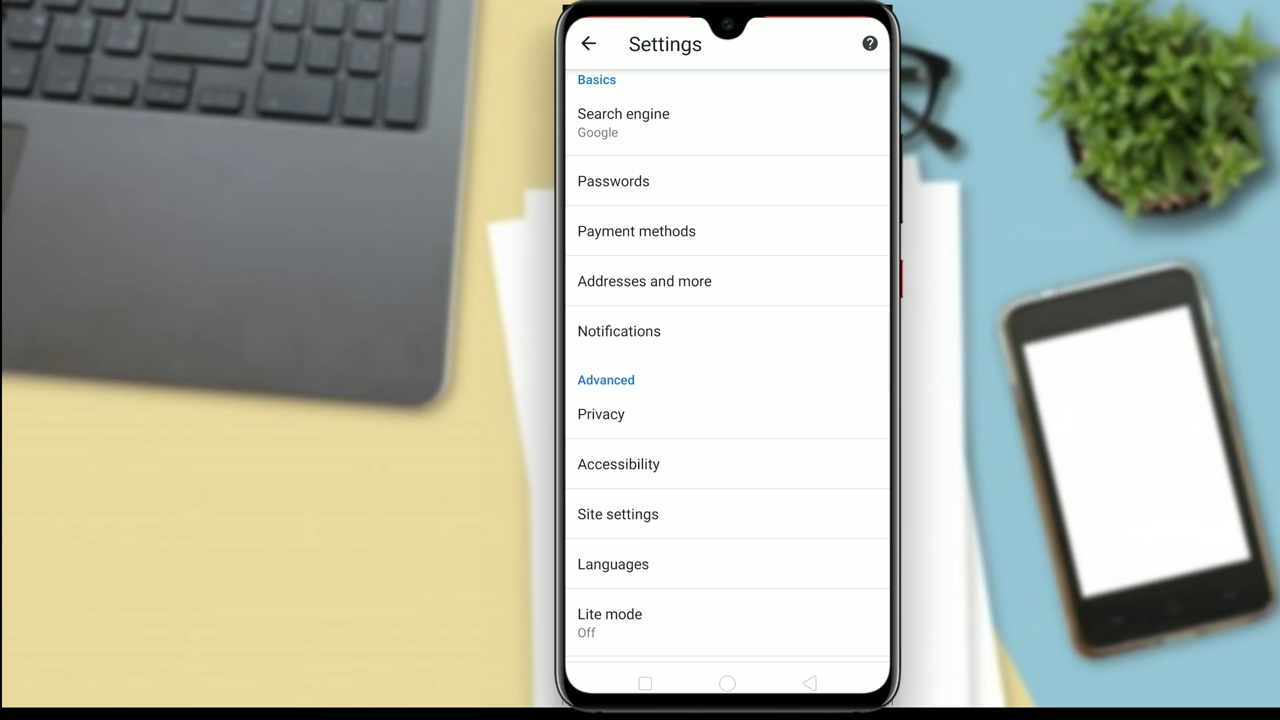 Settings
Basics
Search engine
Google
Passwords
Payment methods
Addresses and more
Notifications
Advanced
Privacy
Accessibility
Site settings
Languages
Lite mode
Off